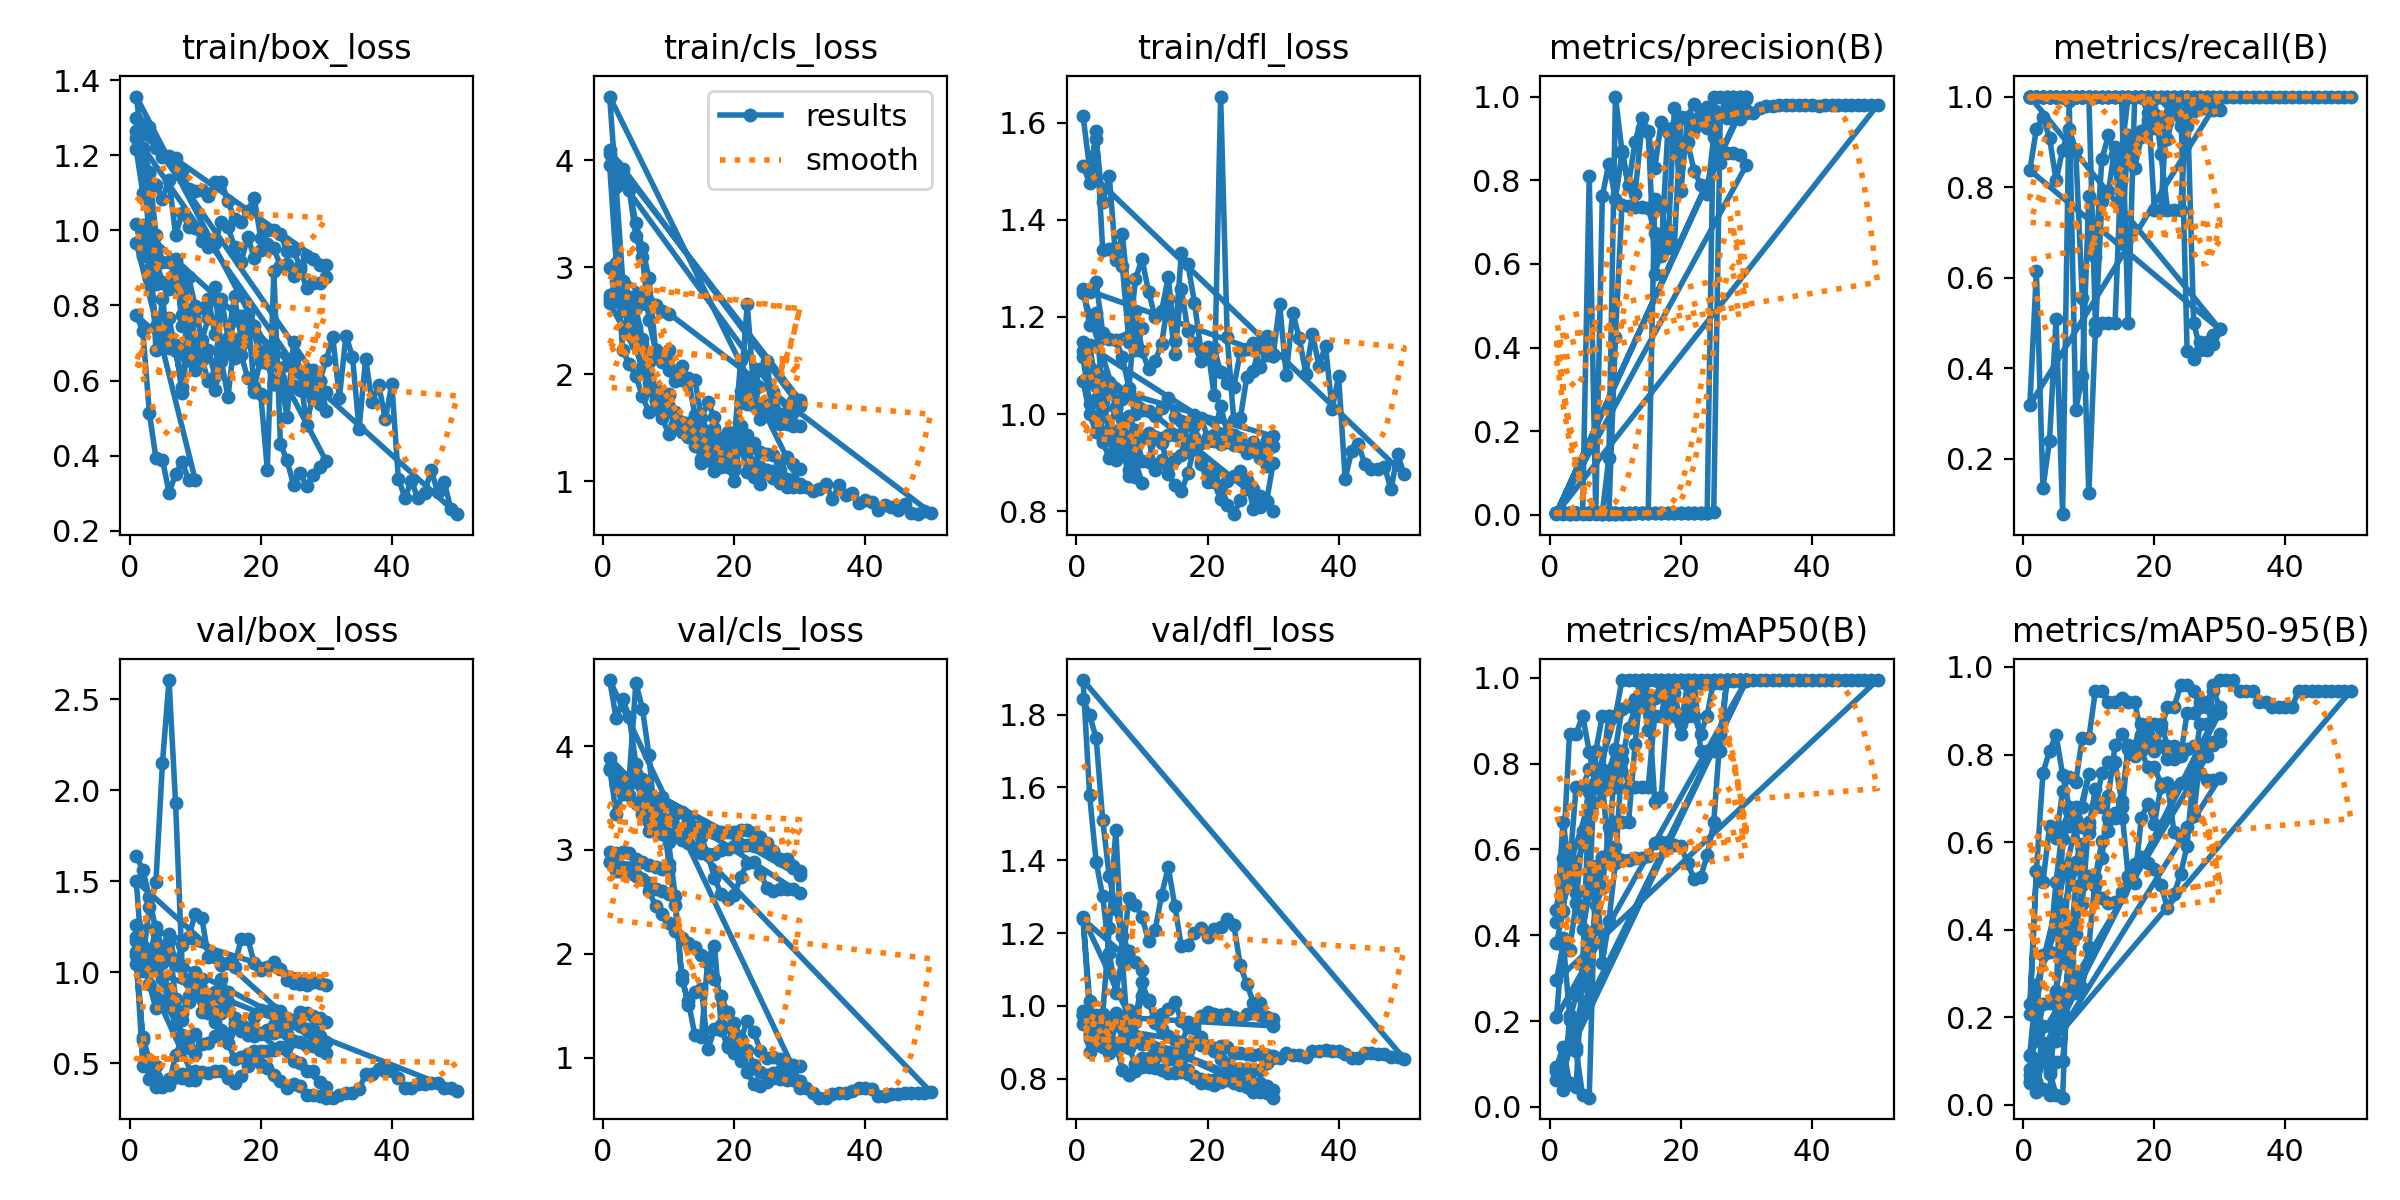 train/box_loss
1.4
1.2
1.0
0.8
0.6
0.4
0.2
0 20 40
train/cls_loss
results
smooth
4
3
2
1
0 20 40
train/dfl_loss
1.6
1.4
1.2
1.0
0.8
0 20 40
metrics/precision(B)
1.0
0.8
0.6
0.4
0.2
0.0
0 20 40
metrics/recall(B)
1.0
0.8
0.6
0.4
0.2
0 20 40
val/box_loss
2.5
2.0
1.5
1.0
0.5
0 20 40
val/cls_loss
4
3
2
1
0 20 40
val/dfl_loss
1.8
1.6
1.4
1.2
1.0
0.8
0 20 40
metrics/mAP50(B)
1.0
0.8
0.6
0.4
0.2
0.0
0 20 40
metrics/mAP50-95(B)
1.0
0.8
0.6
0.4
0.2
0.0
0 20 40